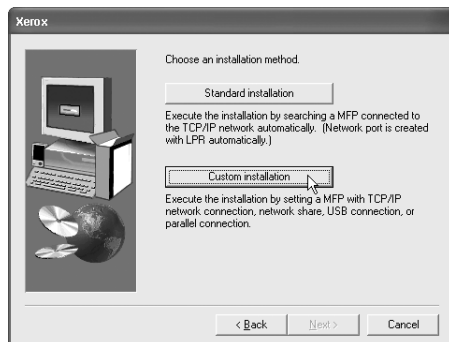 Xerox
Choose an installation method.
Standard installation
Execute the installation by searching a MFP connected to
the TCP/IP network automatically. (Network port is created
with LPR automatically.)
Custom installation
Execute the installation by setting a MFP with TCP/IP
network connection, network share, USB connection, or
parallel connection.
< Back Next > Cancel